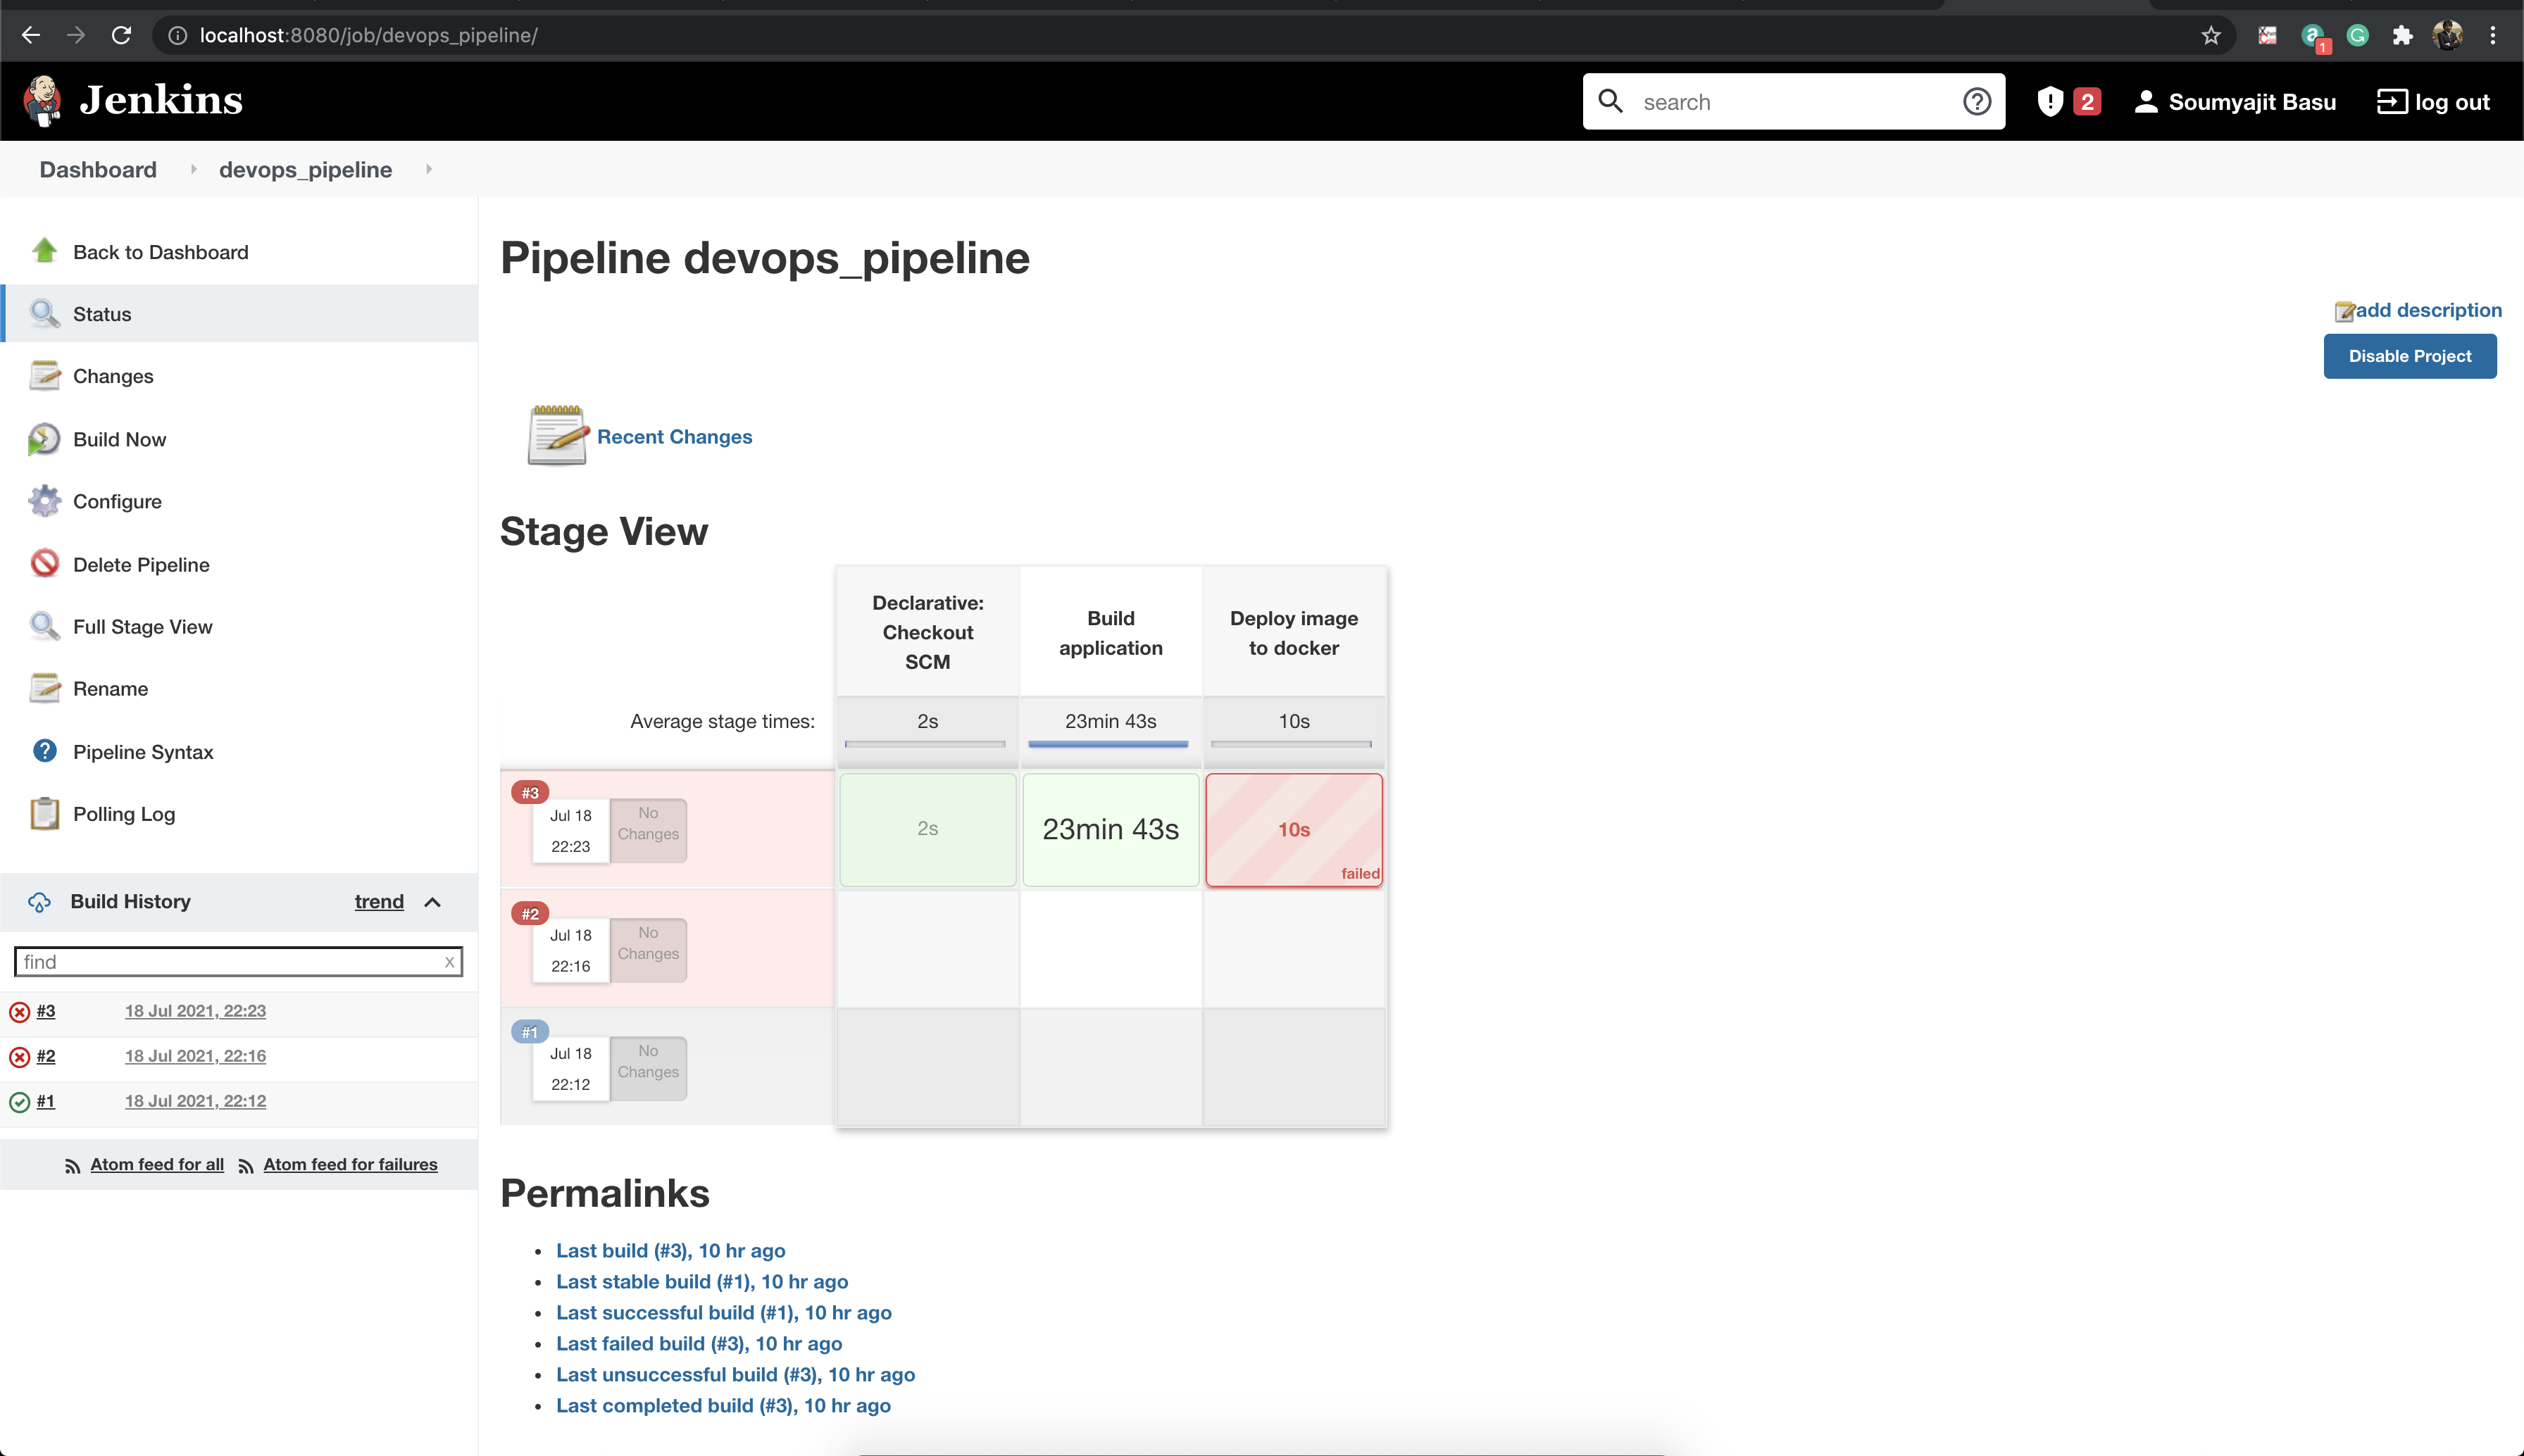 localhost:8080/job/devops_pipeline/
1
Jenkins
search
2
Soumyajit Basu
log out
Dashboard
devops_pipeline
Back to Dashboard
Status
Changes
Build Now
Configure
Delete Pipeline
Full Stage View
Rename
Pipeline Syntax
Polling Log
Build History
trend
find
x
#3
18 Jul 2021, 22:23
#2
18 Jul 2021, 22:16
#1
18 Jul 2021, 22:12
Atom feed for all
Atom feed for failures
Pipeline devops_pipeline
add description
Disable Project
Recent Changes
Stage View
Declarative:
Checkout
SCM
Build
application
Deploy image
to docker
Average stage times:
2s
23min 43s
10s
#3
Jul 18
22:23
No
Changes
2s
23min 43s
10s
failed
#2
Jul 18
22:16
No
Changes
#1
Jul 18
22:12
No
Changes
Permalinks
Last build (#3), 10 hr ago
Last stable build (#1), 10 hr ago
Last successful build (#1), 10 hr ago
Last failed build (#3), 10 hr ago
Last unsuccessful build (#3), 10 hr ago
Last completed build (#3), 10 hr ago